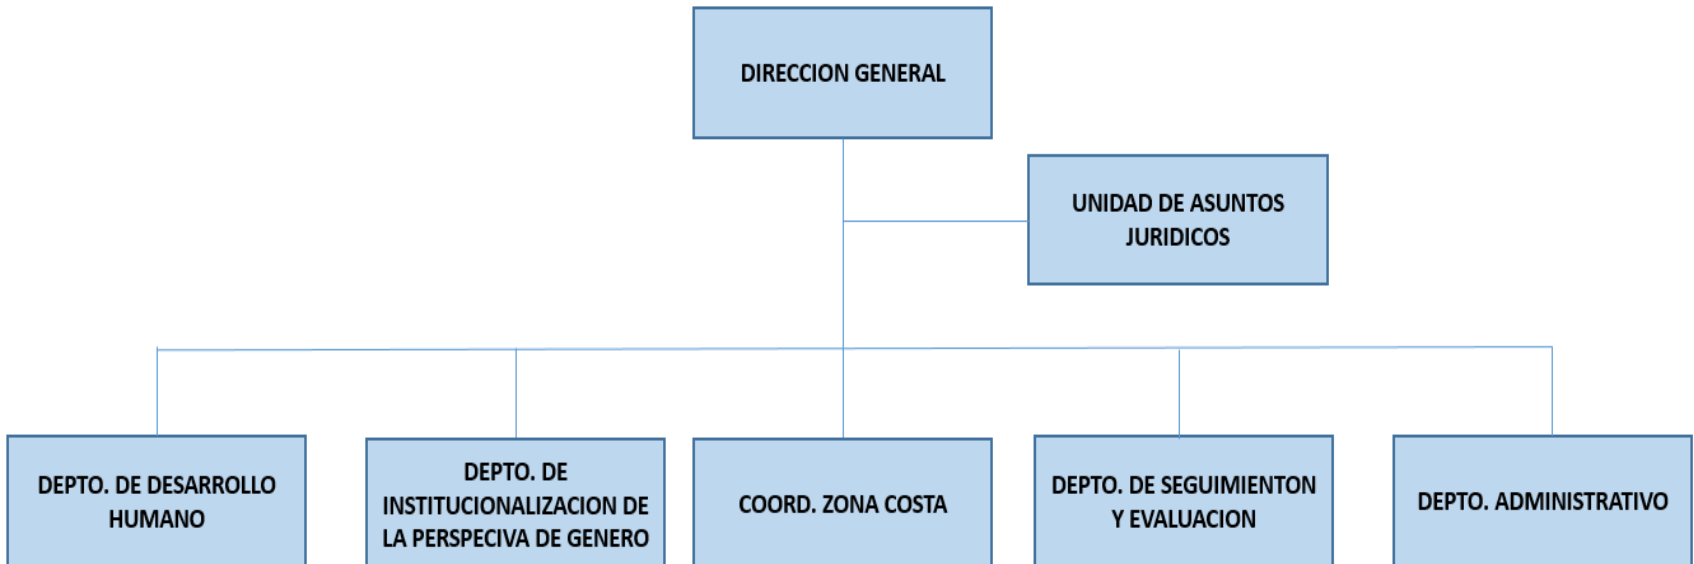 DIRECCION GENERAL
UNIDAD DE ASUNTOS
JURIDICOS
DEPTO. DE DESARROLLO
HUMANO
DEPTO. DE
INSTITUCIONALIZACION DE
LA PERSPECIVA DE GENERO
COORD. ZONA COSTA
DEPTO. DE SEGUIMIENTON
Y EVALUACION
DEPTO. ADMINISTRATIVO